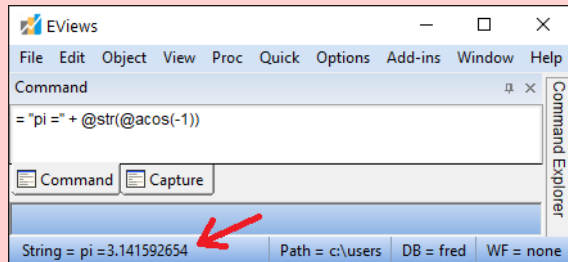 EViews
File Edit Object View Proc Quick Options Add-ins Window Help
Command
= "pi =" + @str(@acos(-1))
Command Capture
Command Explorer
String = pi =3.141592654 Path = c:\users DB = fred WF = none